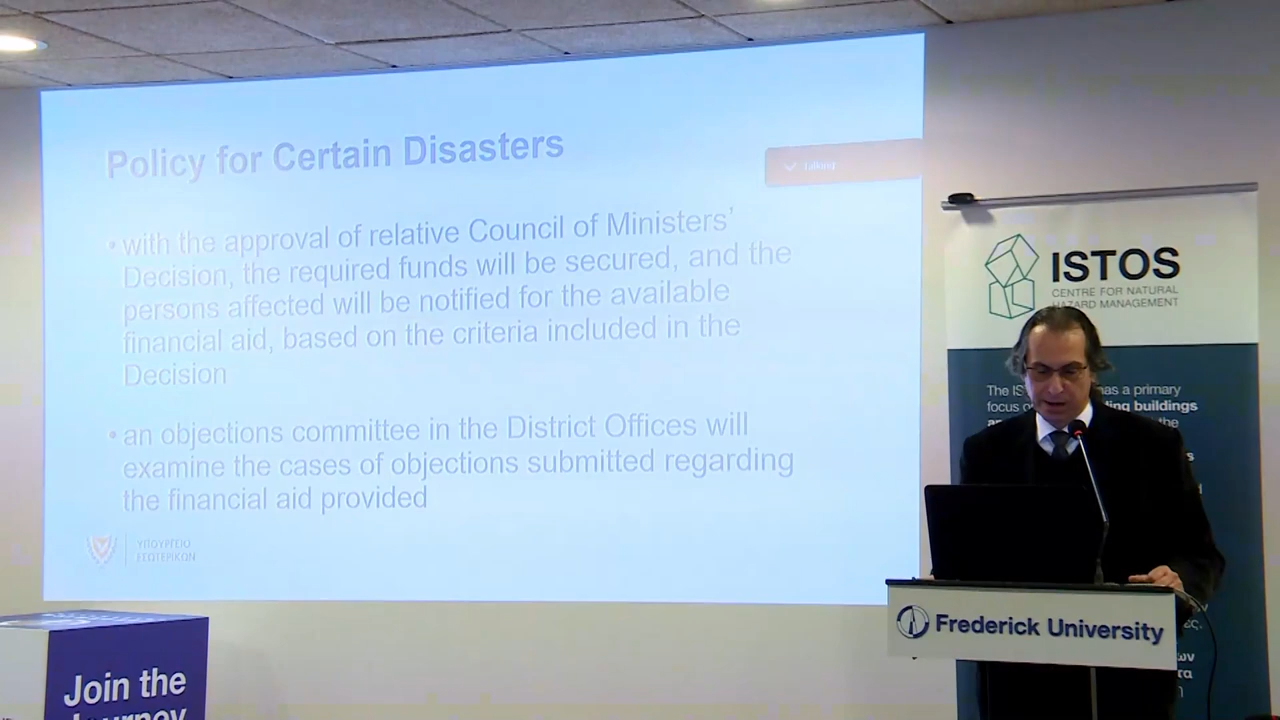 Policy for Certain Disasters
Talking:
• with the approval of relative Council of Ministers’
Decision, the required funds will be secured, and the
persons affected will be notified for the available
financial aid, based on the criteria included in the
Decision
• an objections committee in the District Offices will
examine the cases of objections submitted regarding
the financial aid provided
ΥΠΟΥΡΓΕΙΟ
ΕΣΩΤΕΡΙΚΩΝ
ISTOS
CENTRE FOR NATURAL
HAZARD MANAGEMENT
The has a primary
focus buildings
the
Frederick University
Join the
Journey